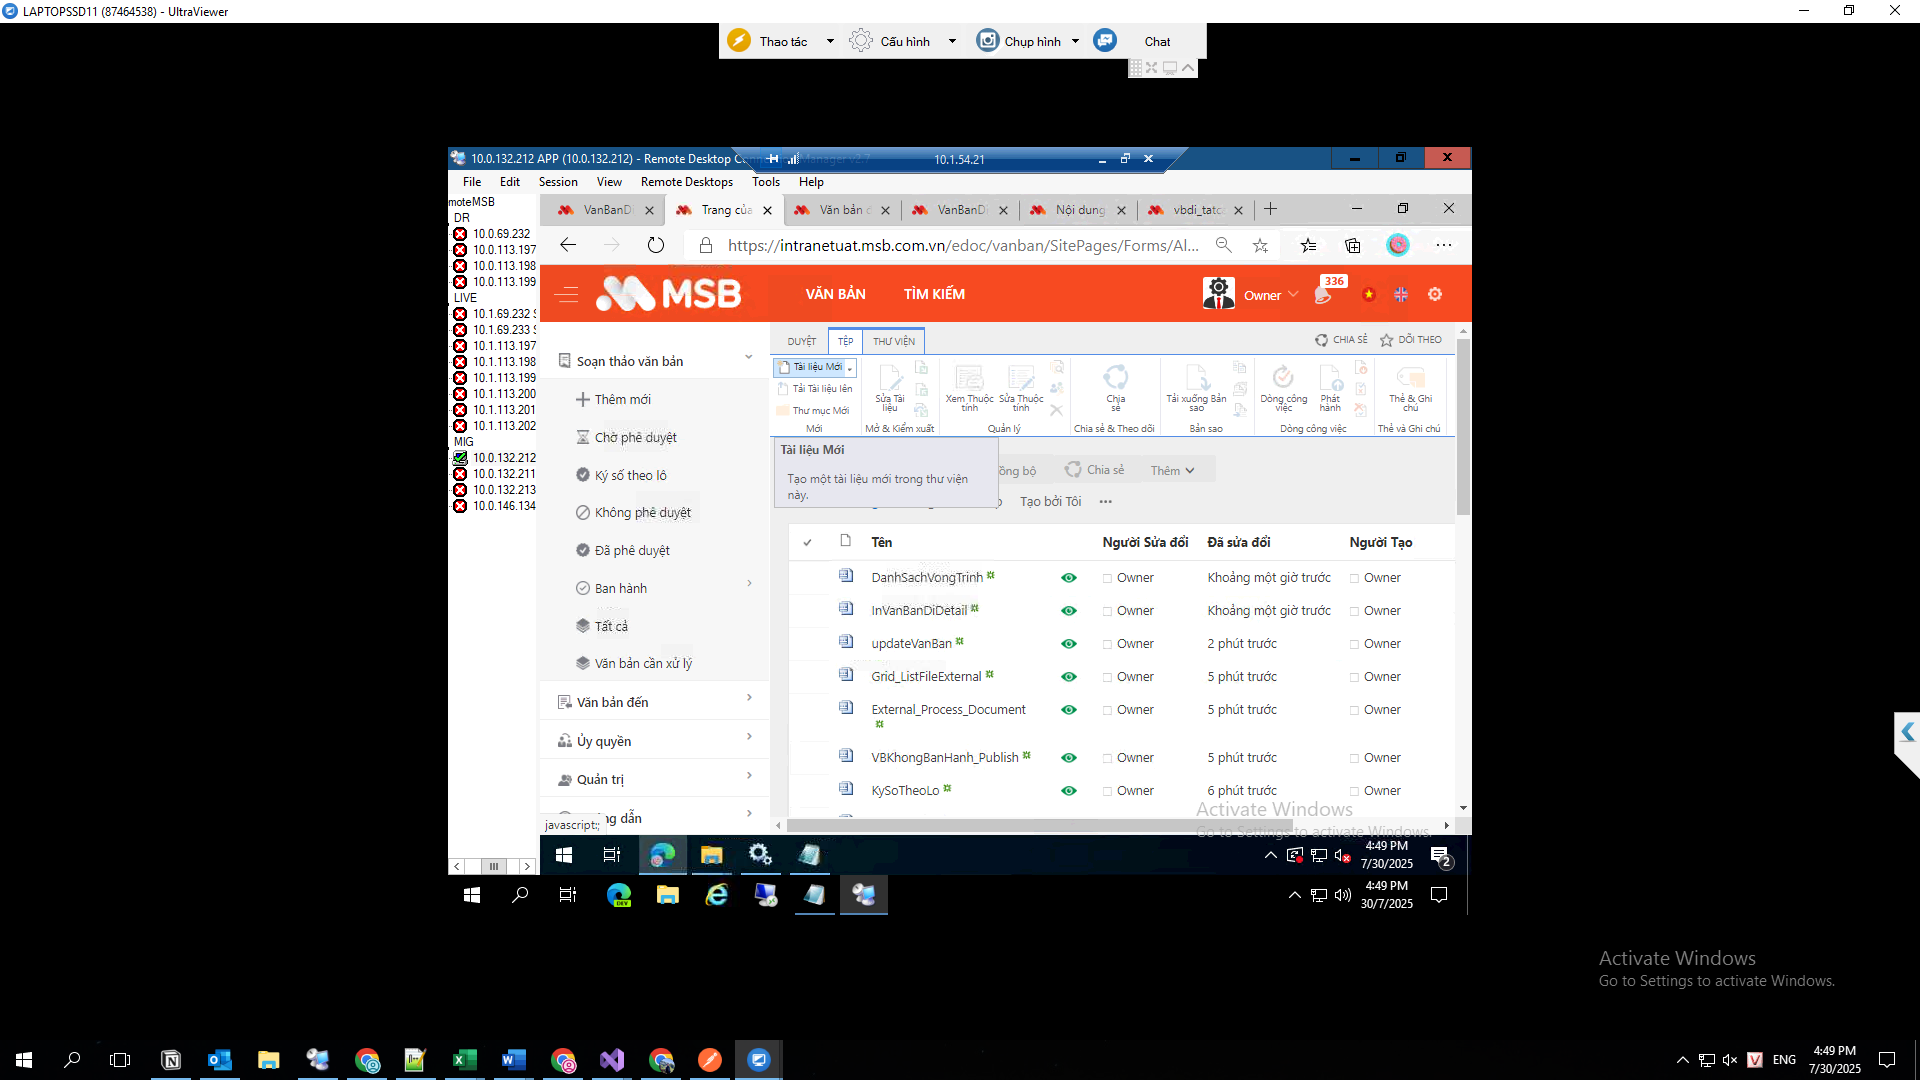 LAPTOPSSD11 (87464538) - UltraViewer
Thao tác
Cấu hình
Chụp hình
Chat
10.0.132.212 APP (10.0.132.212) - Remote Desktop
10.1.54.21
File Edit Session View Remote Desktops Tools Help
moteMSB
DR
10.0.69.232
10.0.113.197
10.0.113.198
10.0.113.199
LIVE
10.1.69.232 S
10.1.69.233 S
10.1.113.197
10.1.113.198
10.1.113.199
10.1.113.200
10.1.113.201
10.1.113.202
MIG
10.0.132.212
10.0.132.211
10.0.132.213
10.0.146.134
VanBanDi
Trang của
Văn bản đ
VanBanDi
Nội dung
vbdi_tatc
https://intranetuat.msb.com.vn/edoc/vanban/SitePages/Forms/Al...
MSB
VĂN BẢN
TÌM KIẾM
Owner
336
Soạn thảo văn bản
Thêm mới
Chờ phê duyệt
Ký số theo lô
Không phê duyệt
Đã phê duyệt
Ban hành
Tất cả
Văn bản cần xử lý
Văn bản đến
Ủy quyền
Quản trị
ng dẫn
javascript:;
DUYỆT TỆP THƯ VIỆN
CHIA SẺ
DÕI THEO
Tài liệu Mới
Tải Tài liệu lên
Thư mục Mới
Mới
Sửa Tài liệu
Mở & Kiểm xuất
Xem Thuộc tính
Sửa Thuộc tính
Quản lý
Chia sẻ
Chia sẻ & Theo dõi
Tải xuống Bản sao
Bản sao
Dòng công việc
Phát hành
Dòng công việc
Thẻ & Ghi chú
Thẻ và Ghi chú
Tài liệu Mới
Tạo một tài liệu mới trong thư viện
này.
ồng bộ
Chia sẻ
Thêm
Tạo bởi Tôi
Tên Người Sửa đổi Đã sửa đổi Người Tạo
DanhSachVongTrinh Owner Khoảng một giờ trước Owner
InVanBanDiDetail Owner Khoảng một giờ trước Owner
updateVanBan Owner 2 phút trước Owner
Grid_ListFileExternal Owner 5 phút trước Owner
External_Process_Document Owner 5 phút trước Owner
VBKhongBanHanh_Publish Owner 5 phút trước Owner
KySoTheoLo Owner 6 phút trước Owner
Activate Windows
Go to Settings to activate Windows.
4:49 PM
7/30/2025
2
4:49 PM
30/7/2025
Activate Windows
Go to Settings to activate Windows.
ENG
4:49 PM
7/30/2025